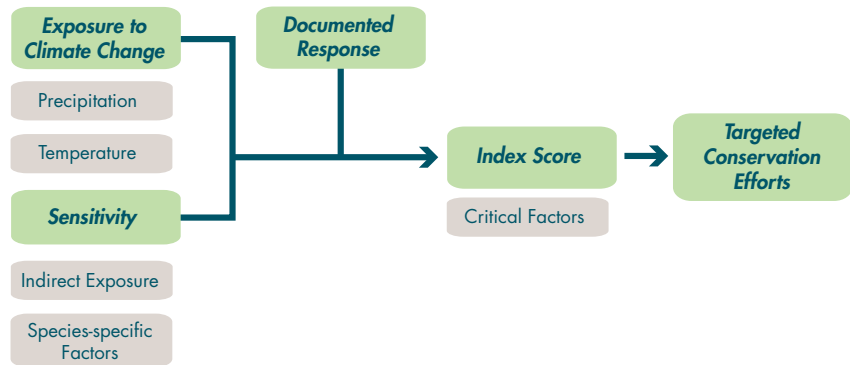 Exposure to
Climate Change
Precipitation
Temperature
Sensitivity
Indirect Exposure
Species-specific
Factors
Documented
Response
Index Score
Critical Factors
Targeted
Conservation
Efforts